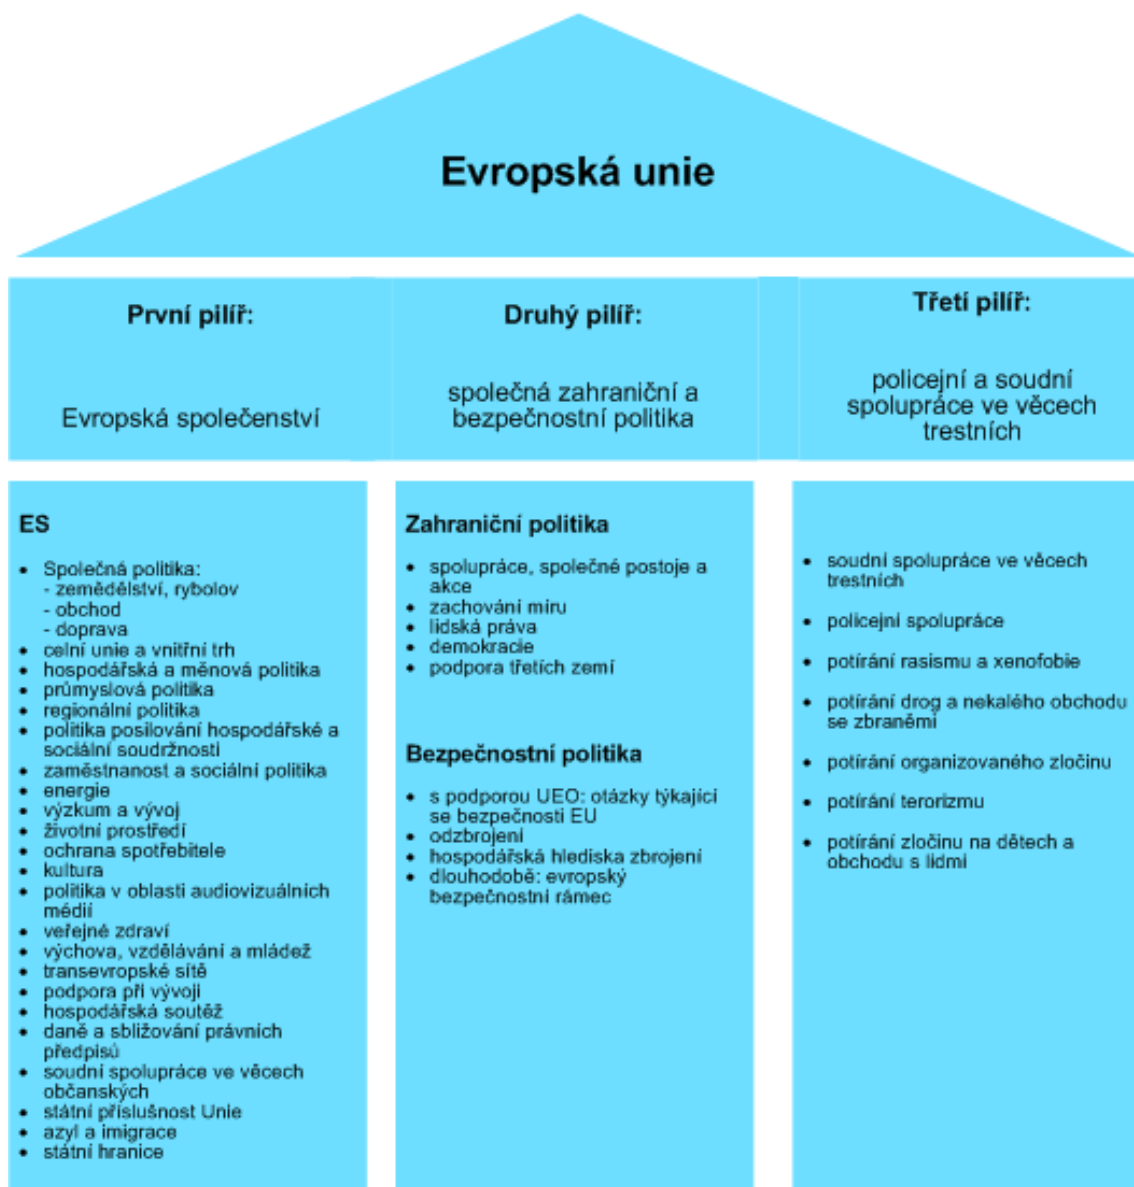 Evropská unie
První pilíř:
Evropská společenství
Druhý pilíř:
společná zahraniční a
bezpečnostní politika
Třetí pilíř:
policejní a soudní
spolupráce ve věcech
trestních
ES
• Společná politika:
- zemědělství, rybolov
- obchod
- doprava
• celní unie a vnitřní trh
• hospodářská a měnová politika
• průmyslová politika
• regionální politika
• politika posilování hospodářské a
sociální soudržnosti
• zaměstnanost a sociální politika
• energie
• výzkum a vývoj
• životní prostředí
• ochrana spotřebitele
• kultura
• politika v oblasti audiovizuálních
médií
• veřejné zdraví
• výchova, vzdělávání a mládež
• transevropské sítě
• podpora při vývoji
• hospodářská soutěž
• daně a sbližování právních
předpisů
• soudní spolupráce ve věcech
občanských
• státní příslušnost Unie
• azyl a imigrace
• státní hranice
Zahraniční politika
• spolupráce, společné postoje a
akce
• zachování míru
• lidská práva
• demokracie
• podpora třetích zemí
Bezpečnostní politika
• s podporou UEO: otázky týkající
se bezpečnosti EU
• odzbrojení
• hospodářská hlediska zbrojení
• dlouhodobě: evropský
bezpečnostní rámec
• soudní spolupráce ve věcech
trestních
• policejní spolupráce
• potírání rasismu a xenofobie
• potírání drog a nekalého obchodu
se zbraněmi
• potírání organizovaného zločinu
• potírání terorizmu
• potírání zločinu na dětech a
obchodu s lidmi